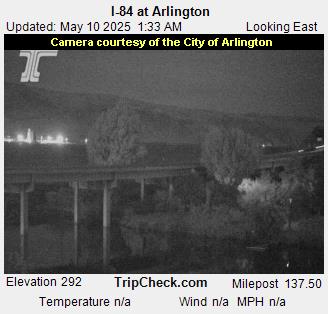 I-84 at Arlington
Updated: May 10 2025 1:33 AM Looking East
Camera courtesy of the City of Arlington
Elevation 292 TripCheck.com Milepost 137.50
Temperature n/a Wind n/a MPH n/a